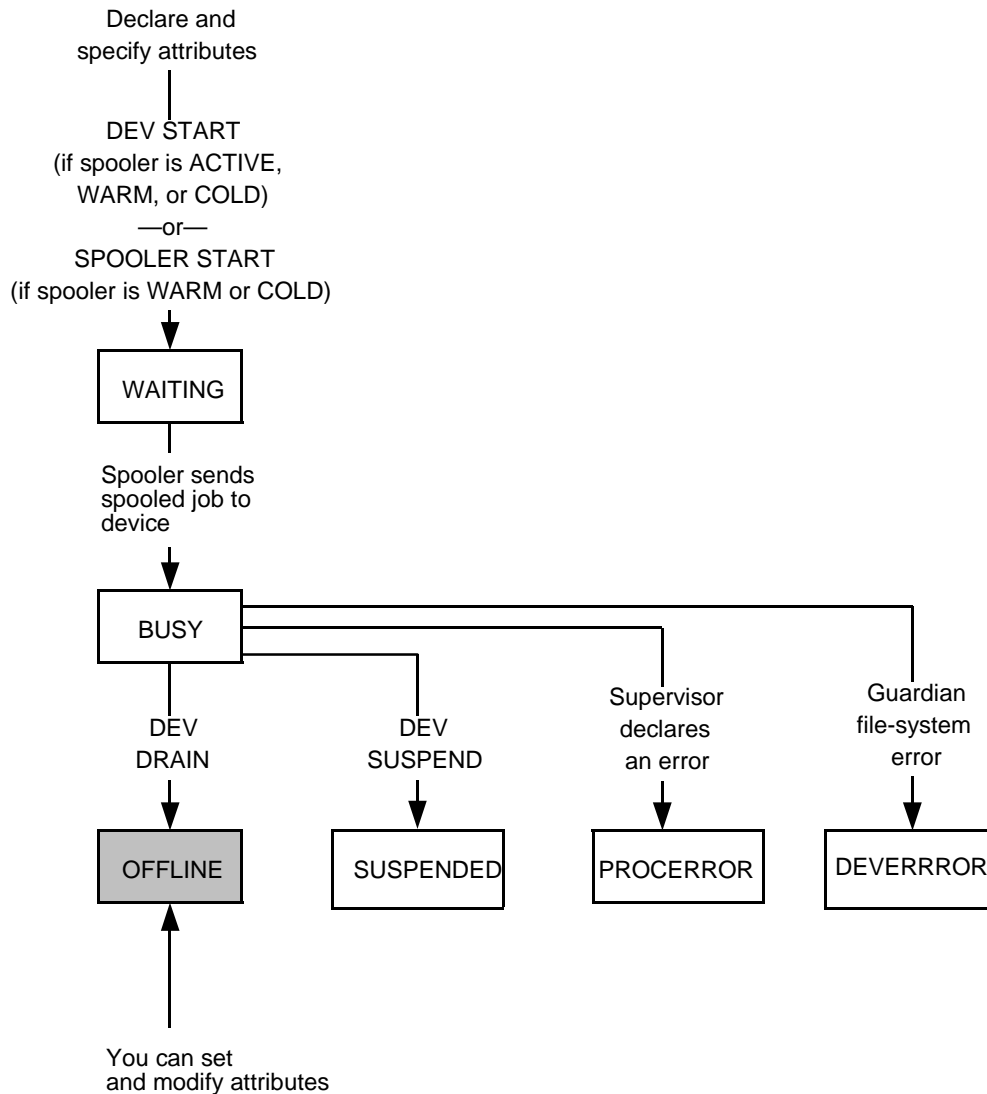 Declare and
specify attributes
DEV START
(if spooler is ACTIVE,
WARM, or COLD)
—or—
SPOOLER START
(if spooler is WARM or COLD)
WAITING
Spooler sends
spooled job to
device
BUSY
DEV
DRAIN
DEV
SUSPEND
Supervisor
declares
an error
Guardian
file-system
error
OFFLINE
SUSPENDED
PROCERROR
DEVERRROR
You can set
and modify attributes